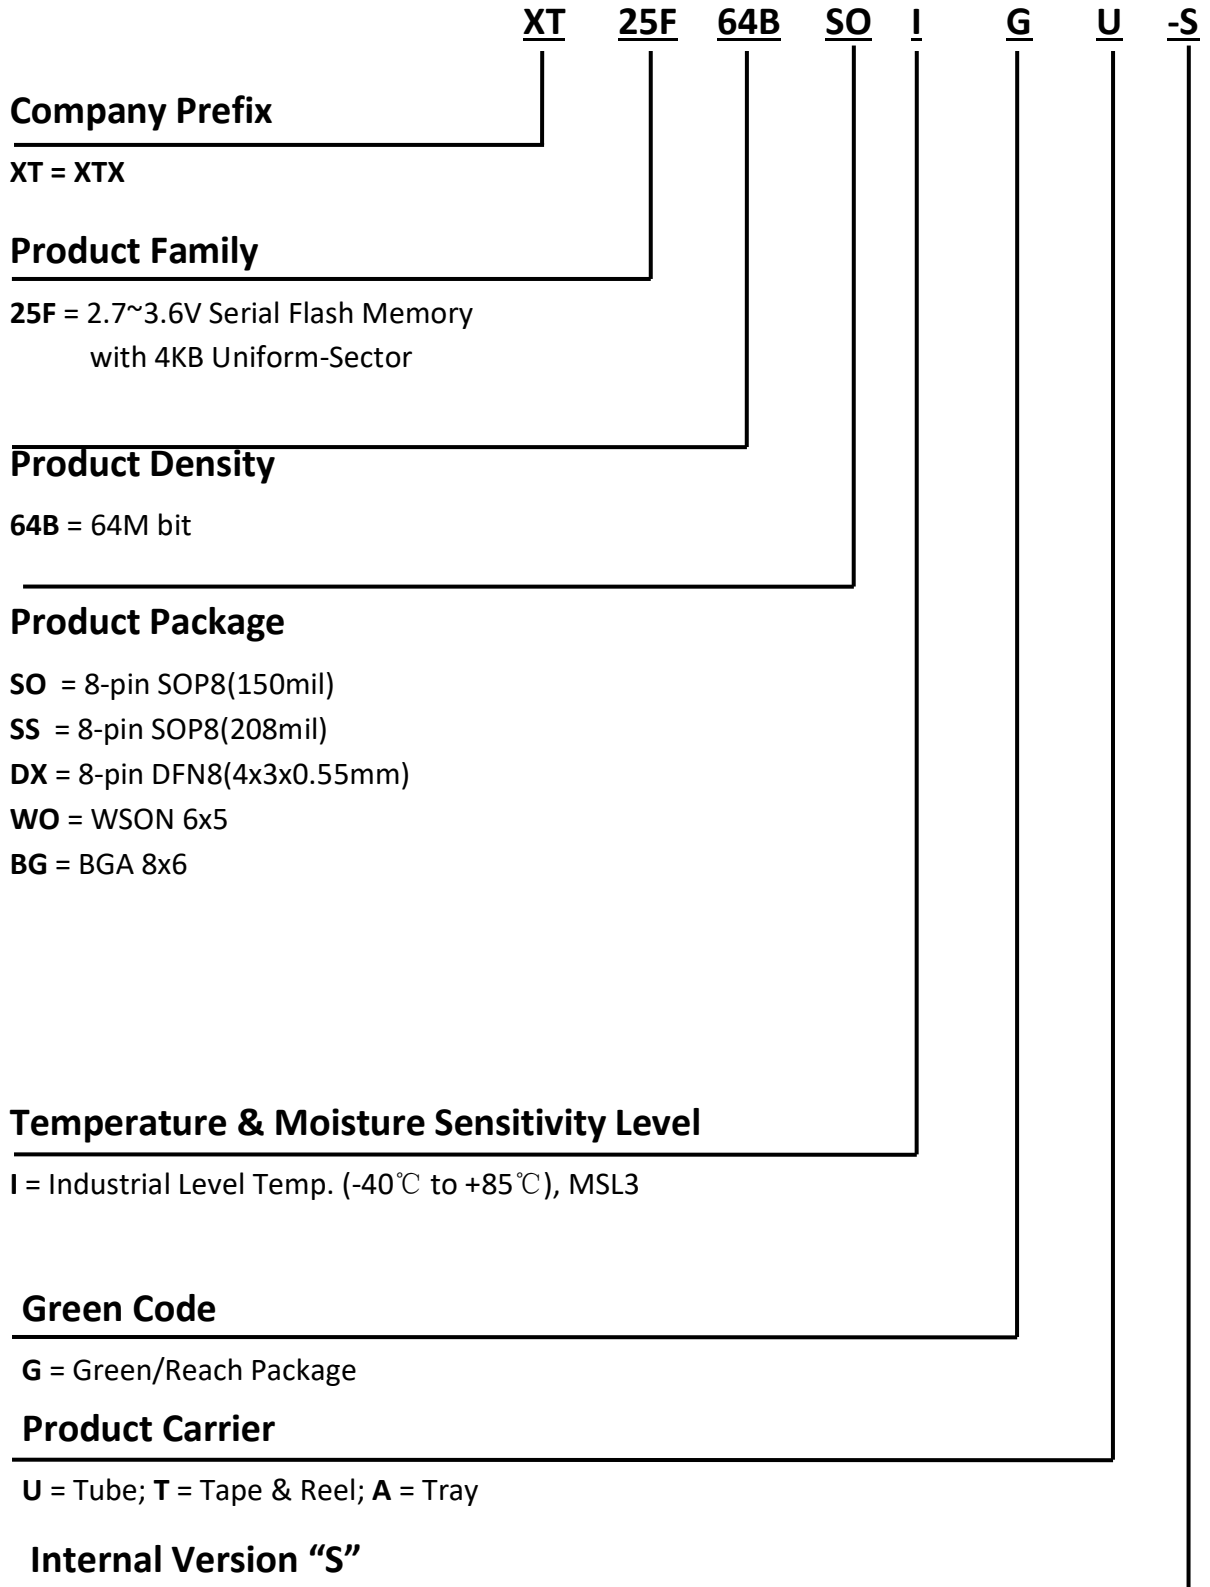 XT 25F 64B SO I G U -S
Company Prefix
XT = XTX
Product Family
25F = 2.7~3.6V Serial Flash Memory
with 4KB Uniform-Sector
Product Density
64B = 64M bit
Product Package
SO = 8-pin SOP8(150mil)
SS = 8-pin SOP8(208mil)
DX = 8-pin DFN8(4x3x0.55mm)
WO = WSON 6x5
BG = BGA 8x6
Temperature & Moisture Sensitivity Level
I = Industrial Level Temp. (-40℃ to +85℃), MSL3
Green Code
G = Green/Reach Package
Product Carrier
U = Tube; T = Tape & Reel; A = Tray
Internal Version “S”